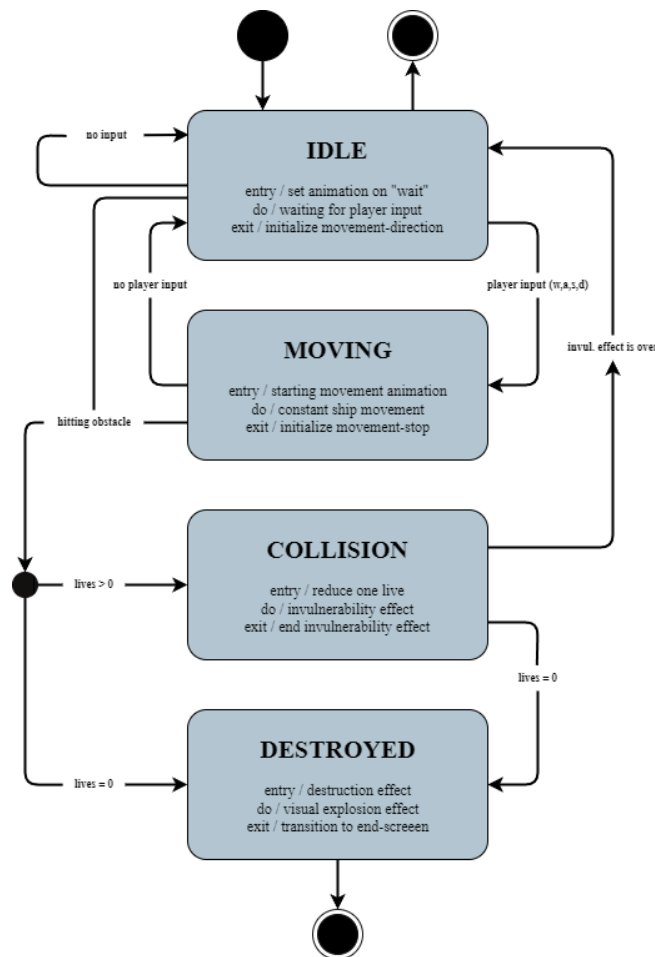 no input
IDLE
entry / set animation on "wait"
do / waiting for player input
exit / initialize movement-direction
no player input
player input (w,a,s,d)
MOVING
entry / starting movement animation
do / constant ship movement
exit / initialize movement-stop
invul. effect is over
hitting obstacle
COLLISION
entry / reduce one live
do / invulnerability effect
exit / end invulnerability effect
lives > 0
lives = 0
DESTROYED
entry / destruction effect
do / visual explosion effect
exit / transition to end-screeen
lives = 0